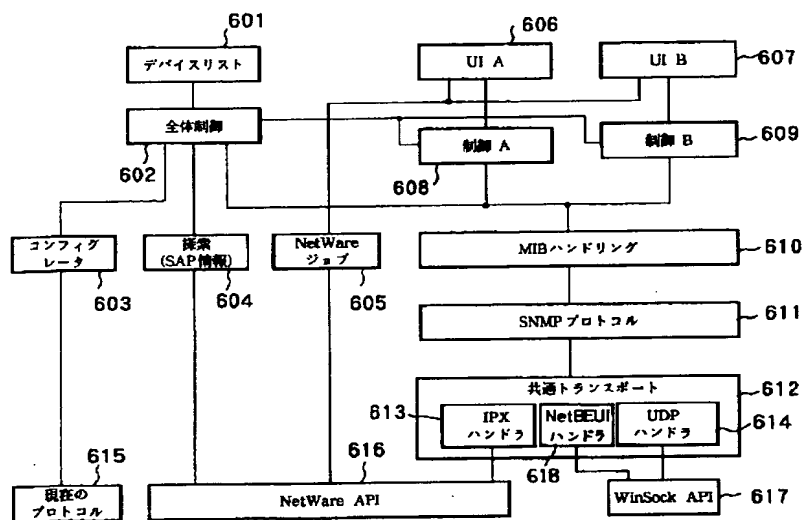 601
606
デバイスリスト
UI A
UI B
607
全体制御
602
制御 A
608
制御 B
609
コンフィグ
レータ
603
探索
(SAP情報)
604
NetWare
ジョブ
605
MIBハンドリング
610
SNMPプロトコル
611
共通トランスポート
612
613
IPX
ハンドラ
NetBEUI
ハンドラ
618
UDP
ハンドラ
614
615
現在の
プロトコル
616
NetWare API
WinSock API
617